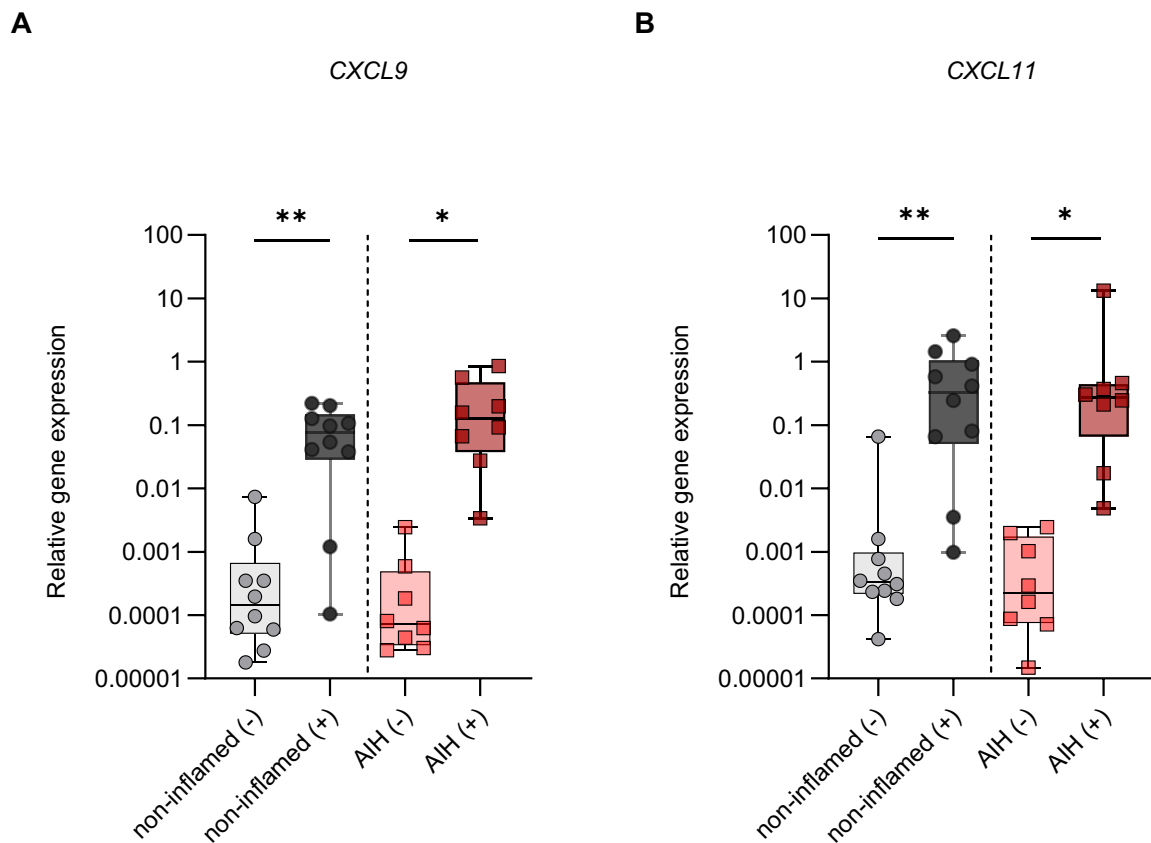 A
CXCL9
**
*
100
10
1
0.1
0.01
0.001
0.0001
0.00001
Relative gene expression
non-inflamed (-)
non-inflamed (+)
AIH (-)
AIH (+)
B
CXCL11
**
*
100
10
1
0.1
0.01
0.001
0.0001
0.00001
Relative gene expression
non-inflamed (-)
non-inflamed (+)
AIH (-)
AIH (+)